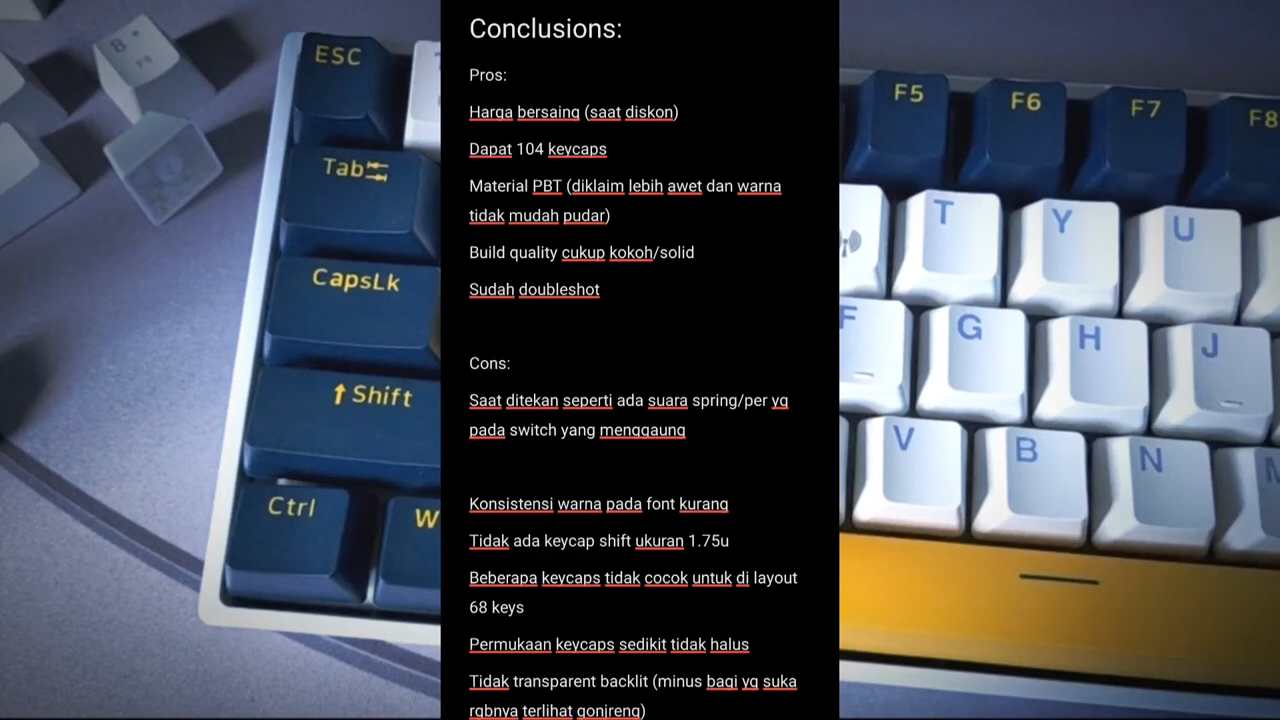 Conclusions:
Pros:
Harga bersaing (saat diskon)
Dapat 104 keycaps
Material PBT (diklaim lebih awet dan warna
tidak mudah pudar)
Build quality cukup kokoh/solid
Sudah doubleshot
Cons:
Saat ditekan seperti ada suara spring/per yg
pada switch yang menggaung
Konsistensi warna pada font kurang
Tidak ada keycap shift ukuran 1.75u
Beberapa keycaps tidak cocok untuk di layout
68 keys
Permukaan keycaps sedikit tidak halus
Tidak transparent backlit (minus bagi yg suka
rgbnya terlihat gonjreng)
B
ESC
Tab
CapsLk
Shift
Ctrl
W
F5
F6
F7
F8
T
Y
U
F
G
H
J
V
B
N
M